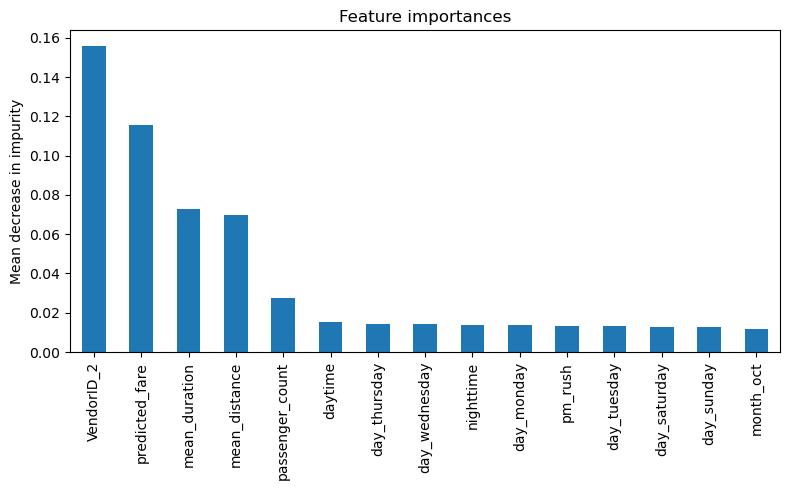 Feature importances
Mean decrease in impurity
0.16
0.14
0.12
0.10
0.08
0.06
0.04
0.02
0.00
VendorID_2
predicted_fare
mean_duration
mean_distance
passenger_count
daytime
day_thursday
day_wednesday
nighttime
day_monday
pm_rush
day_tuesday
day_saturday
day_sunday
month_oct